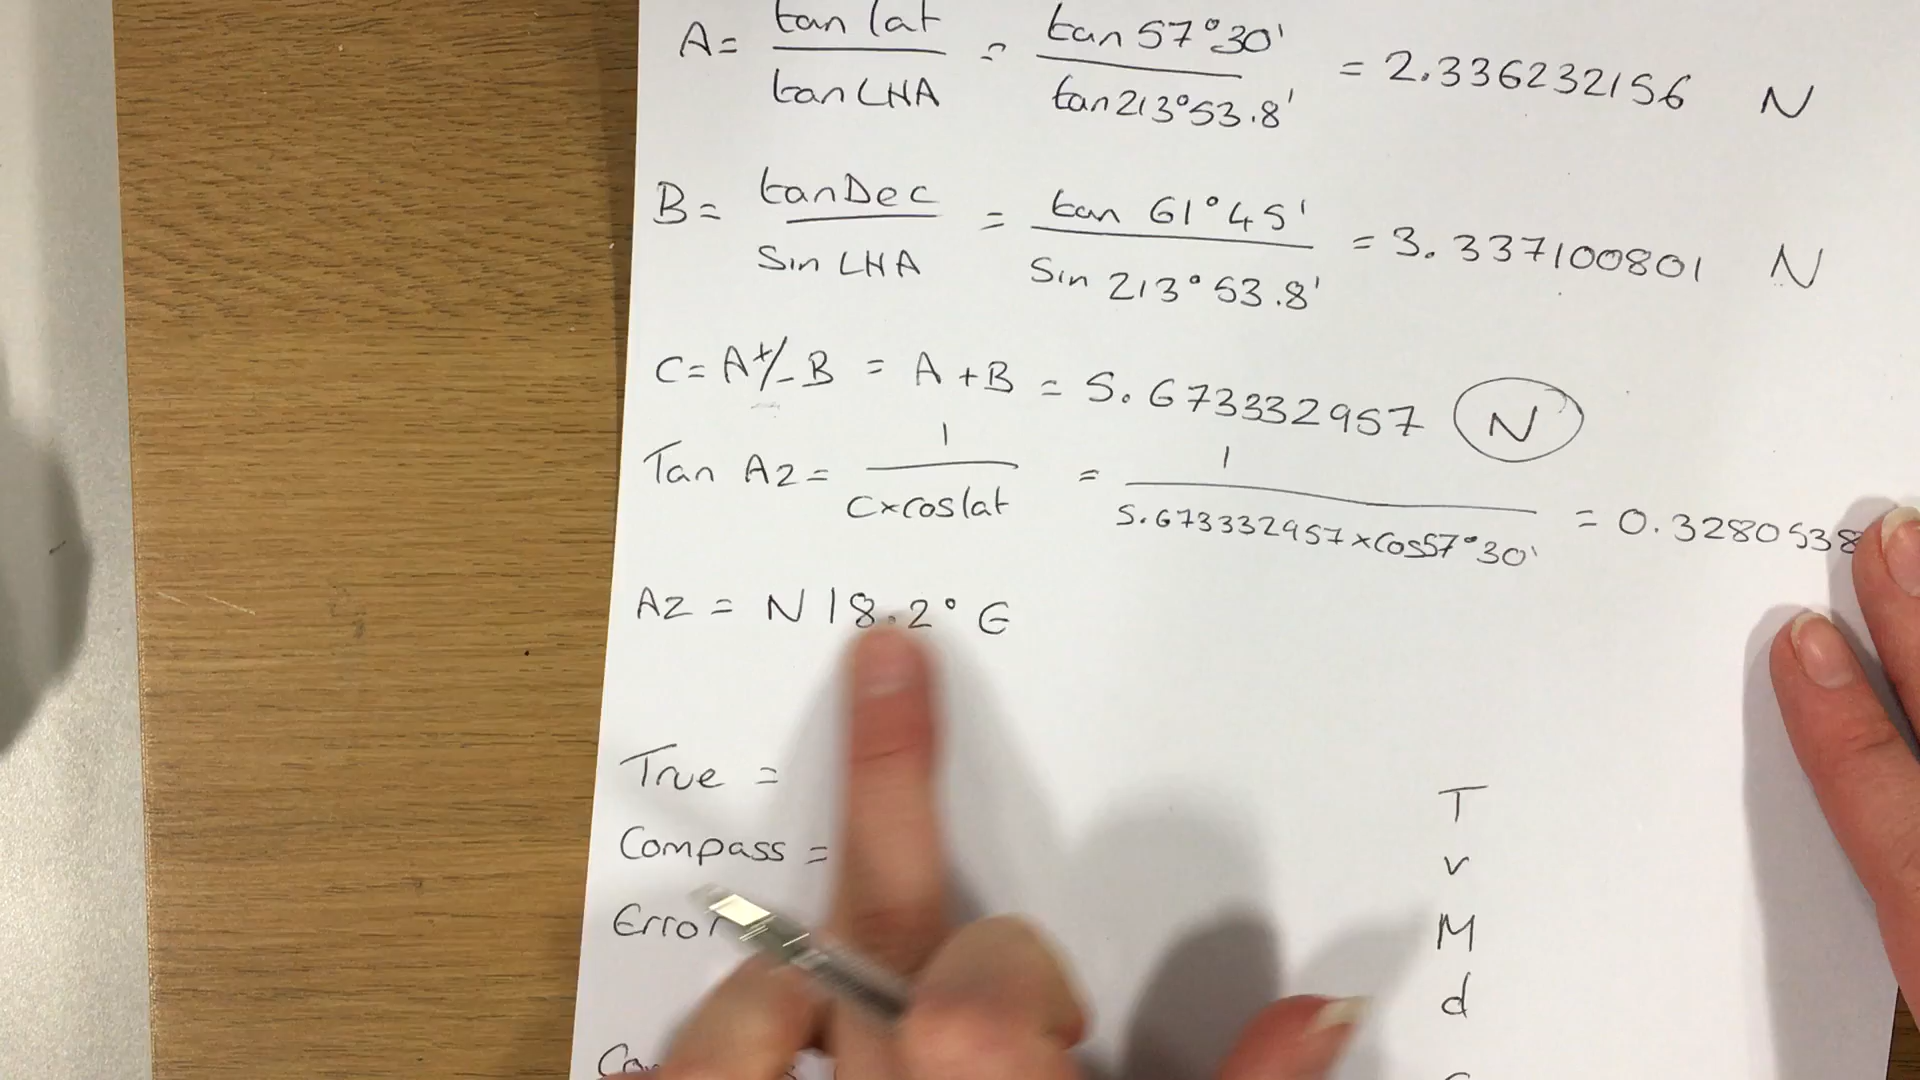 A = tan lat / tan LHA = tan 57°30' / tan 213°53.8' = 2.336232156 N
B = tan Dec / Sin LHA = tan 61°45' / Sin 213°53.8' = 3.337100801 N
C = A +/- B = A + B = 5.673332957 N
Tan AZ = 1 / C x cos lat = 1 / 5.673332957 x Cos 57°30' = 0.3280538
AZ = N 18.2° E
True =
Compass =
Error
T
v
M
d